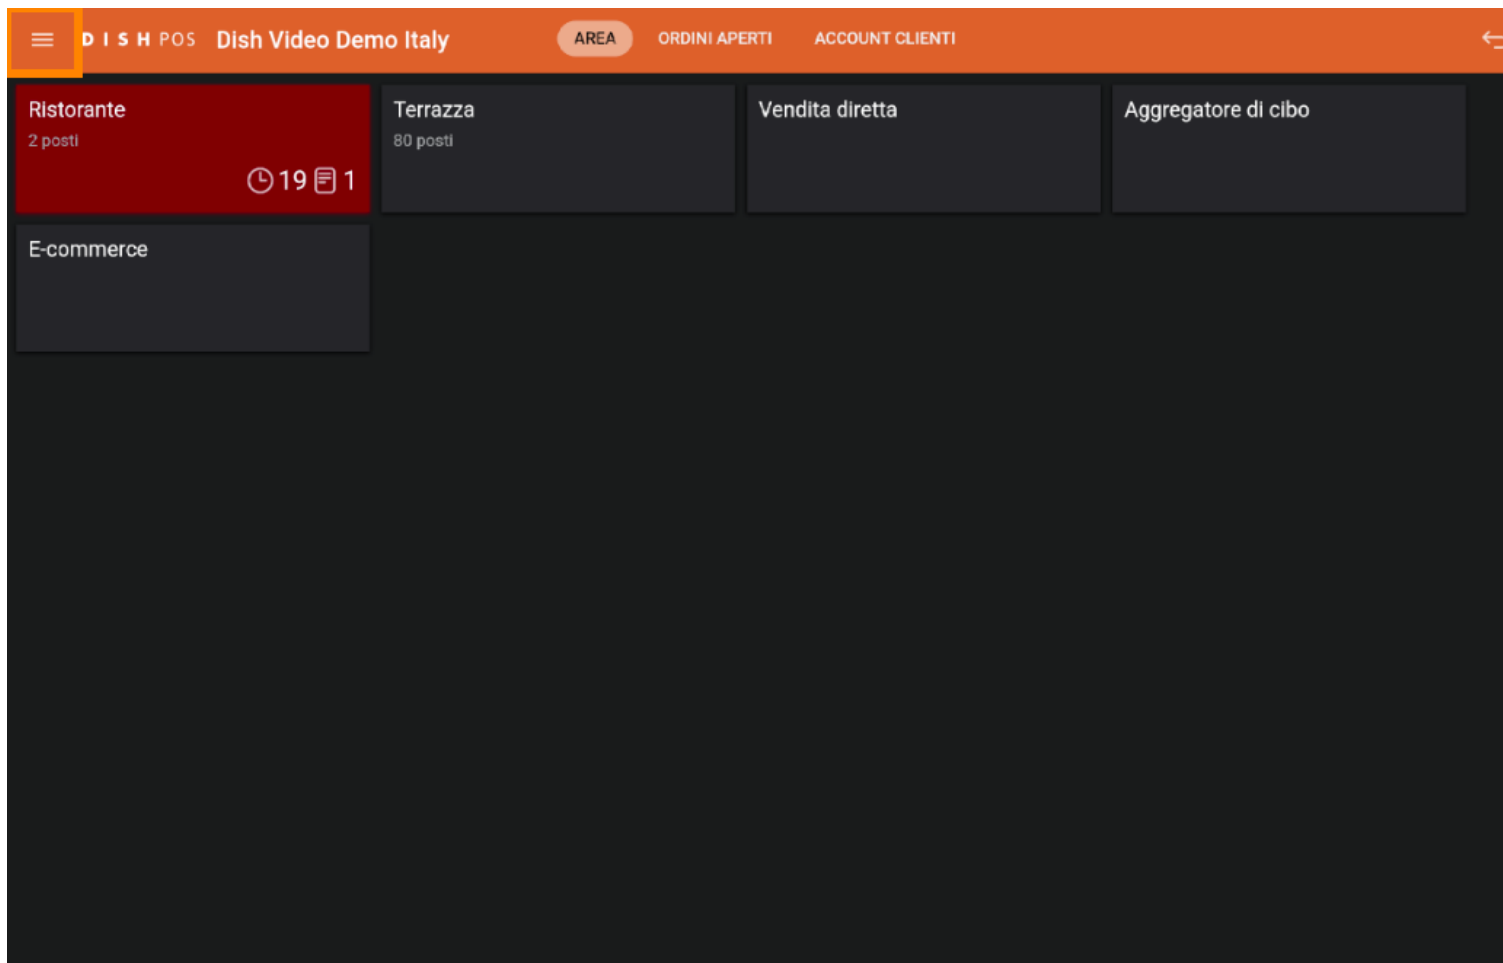 DISH POS Dish Video Demo Italy AREA ORDINI APERTI ACCOUNT CLIENTI
Ristorante
2 posti
19 1
Terrazza
80 posti
Vendita diretta
Aggregatore di cibo
E-commerce